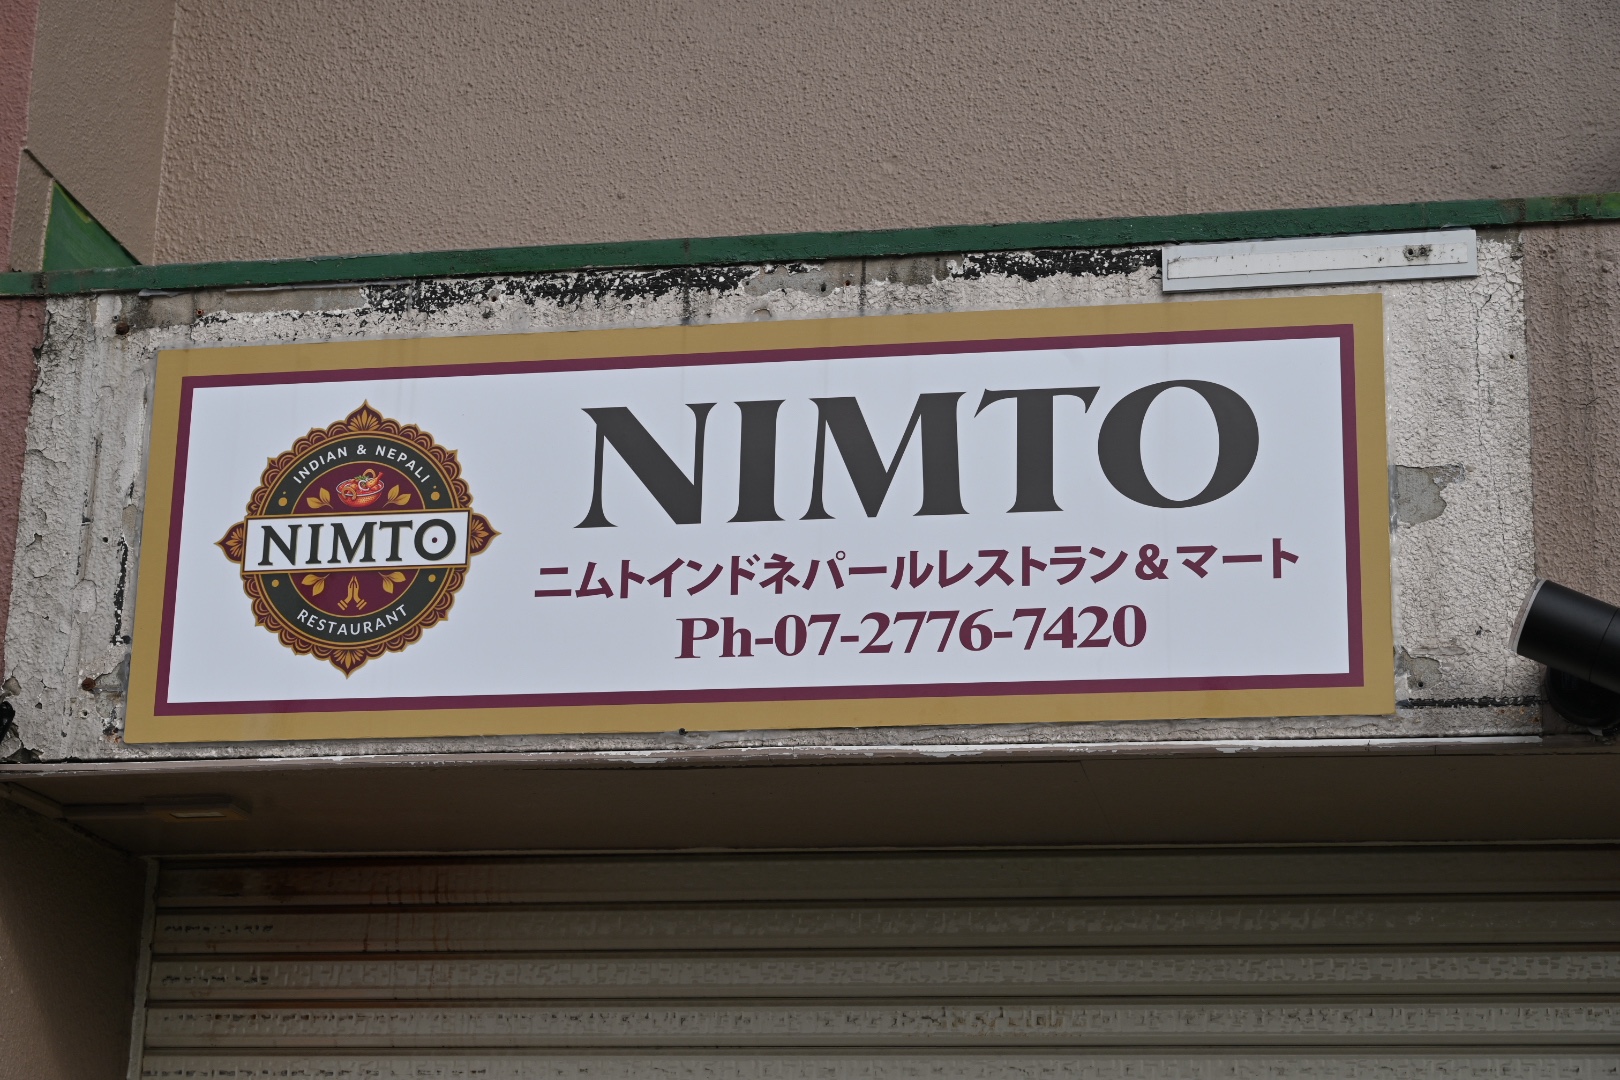 INDIAN & NEPALI
NIMTO
RESTAURANT
NIMTO
ニムトインドネパールレストラン&マート
Ph-07-2776-7420